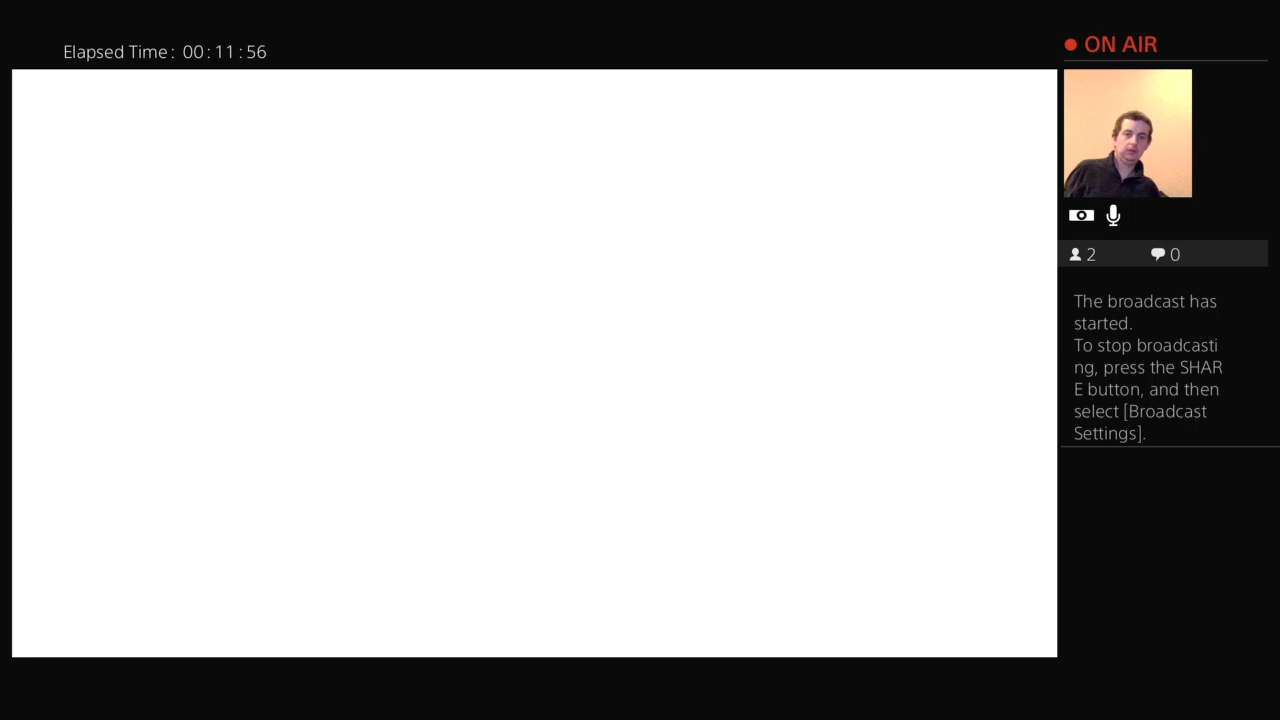 Elapsed Time: 00:11:56
ON AIR
2 0
The broadcast has
started.
To stop broadcasti
ng, press the SHAR
E button, and then
select [Broadcast
Settings].